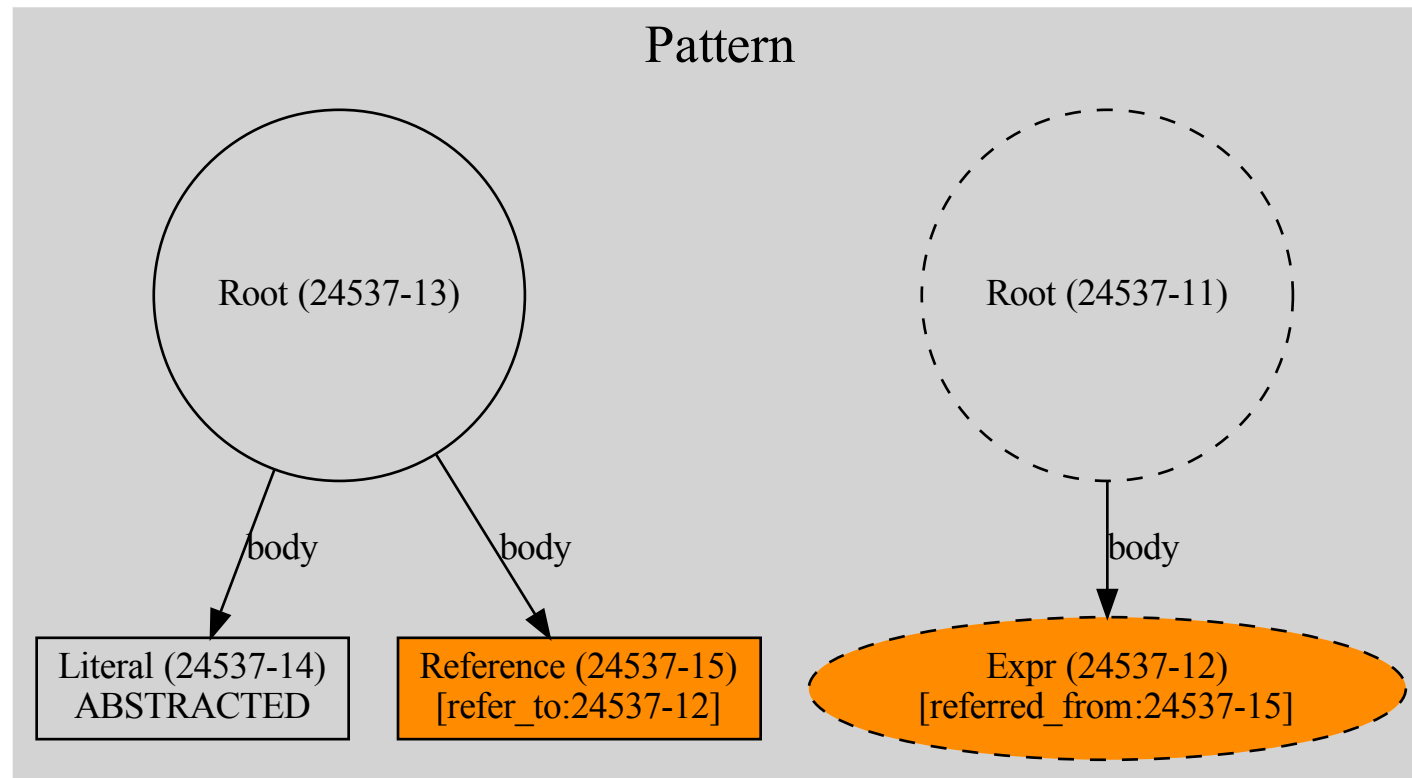 Pattern
Root (24537-13)
Root (24537-11)
body
body
body
Literal (24537-14)
ABSTRACTED
Reference (24537-15)
[refer_to:24537-12]
Expr (24537-12)
[referred_from:24537-15]